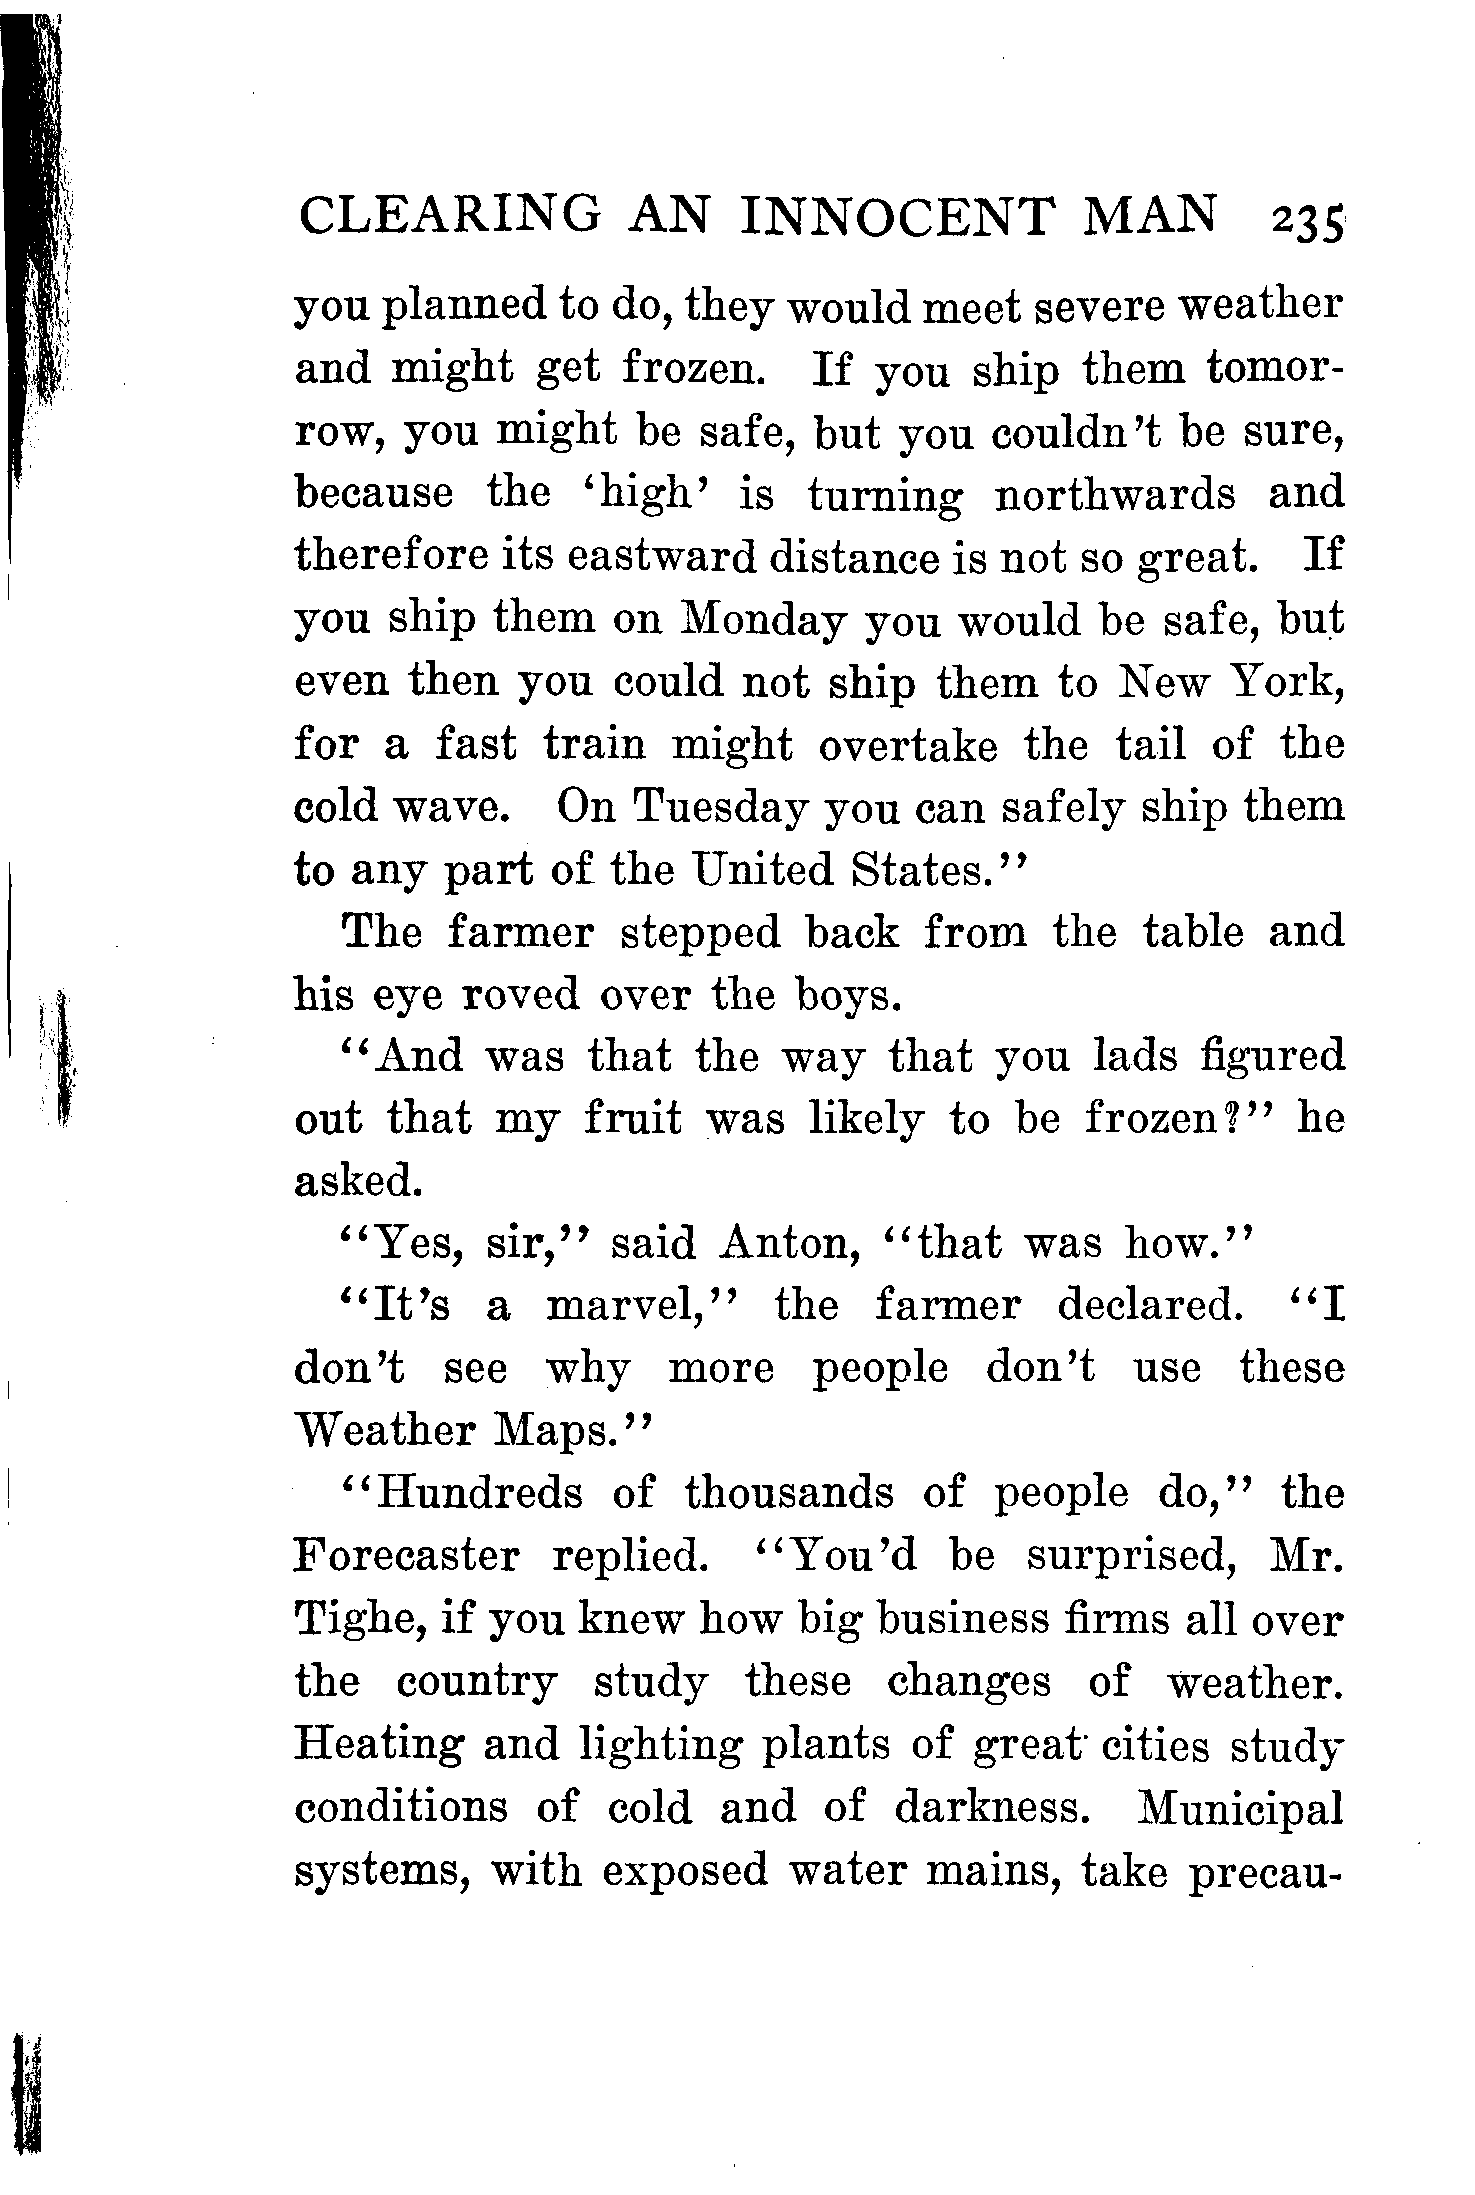 CLEARING AN INNOCENT MAN 235
you planned to do, they would meet severe weather
and might get frozen. If you ship them tomor-
row, you might be safe, but you couldn't be sure,
because the 'high' is turning northwards and
therefore its eastward distance is not so great. If
you ship them on Monday you would be safe, but
even then you could not ship them to New York,
for a fast train might overtake the tail of the
cold wave. On Tuesday you can safely ship them
to any part of the United States."
The farmer stepped back from the table and
his eye roved over the boys.
"And was that the way that you lads figured
out that my fruit was likely to be frozen?" he
asked.
"Yes, sir," said Anton, "that was how."
"It's a marvel," the farmer declared. "I
don't see why more people don't use these
Weather Maps."
"Hundreds of thousands of people do," the
Forecaster replied. "You'd be surprised, Mr.
Tighe, if you knew how big business firms all over
the country study these changes of weather.
Heating and lighting plants of great cities study
conditions of cold and of darkness. Municipal
systems, with exposed water mains, take precau-